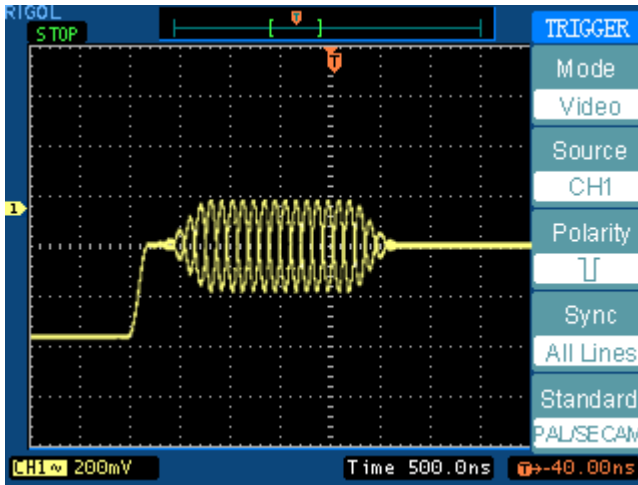 RIGOL
STOP
T
T
1
TRIGGER
Mode
Video
Source
CH1
Polarity
Sync
All Lines
Standard
PAL/SECAM
CH1~ 200mV
Time 500.0ns
T→-40.00ns